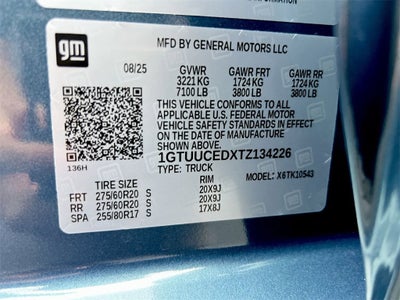 INFORMATION
gm
MFD BY GENERAL MOTORS LLC
08/25 GVWR GAWR FRT GAWR RR
3221 KG 1724 KG 1724 KG
7100 LB 3800 LB 3800 LB
THIS VEHICLE CONFORMS TO ALL
APPLICABLE U.S. FEDERAL MOTOR
VEHICLE SAFETY STANDARDS IN EFFECT
ON THE DATE OF MANUFACTURE
SHOWN ABOVE.
136H
1GTUUCEDXTZ134226
TYPE: TRUCK MODEL: X6TK10543
TIRE SIZE RIM
FRT 275/60R20 S 20X9J
RR 275/60R20 S 20X9J
SPA 255/80R17 S 17X8J